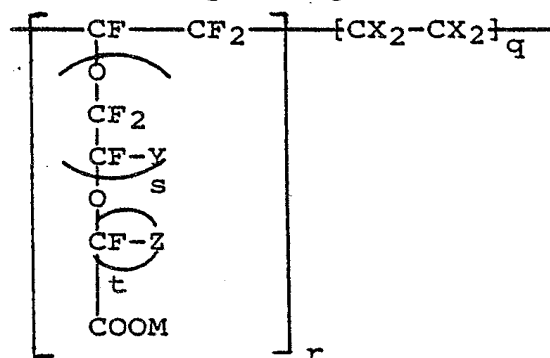 CF CF2 [CX2-CX2]q
O
CF2
CF-Y
s
O
CF-Z
t
COOM
r